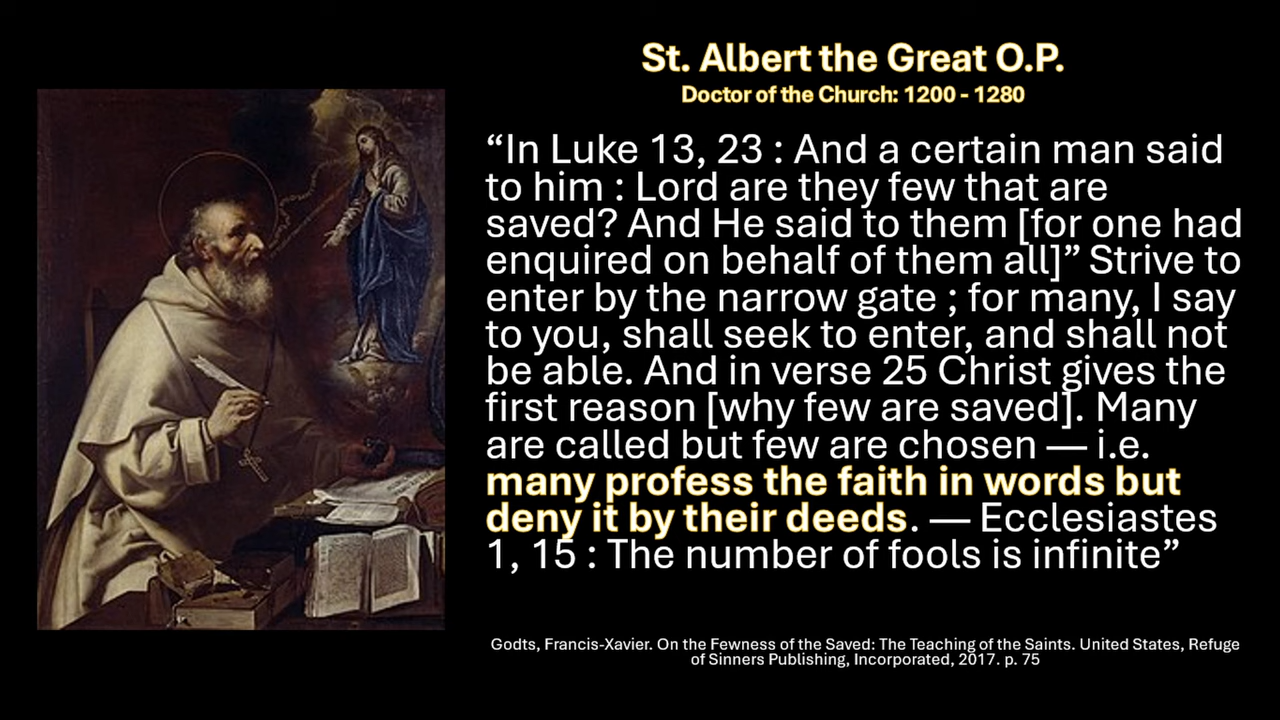 St. Albert the Great O.P.
Doctor of the Church: 1200 - 1280
“In Luke 13, 23 : And a certain man said
to him : Lord are they few that are
saved? And He said to them [for one had
enquired on behalf of them all]” Strive to
enter by the narrow gate ; for many, I say
to you, shall seek to enter, and shall not
be able. And in verse 25 Christ gives the
first reason [why few are saved]. Many
are called but few are chosen — i.e.
many profess the faith in words but
deny it by their deeds. — Ecclesiastes
1, 15 : The number of fools is infinite”
Godts, Francis-Xavier. On the Fewness of the Saved: The Teaching of the Saints. United States, Refuge
of Sinners Publishing, Incorporated, 2017. p. 75